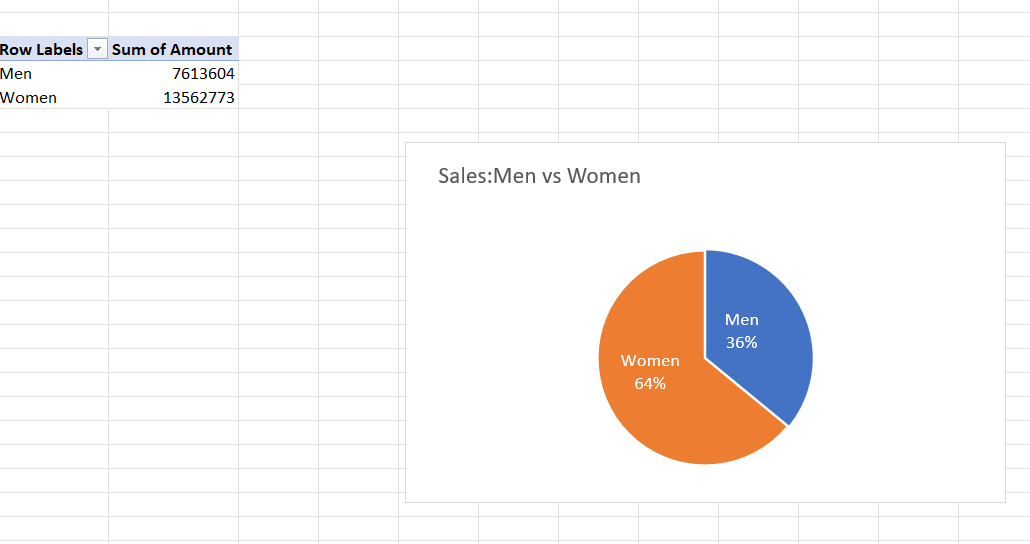 Row Labels Sum of Amount
Men 7613604
Women 13562773
Sales:Men vs Women
Men
36%
Women
64%